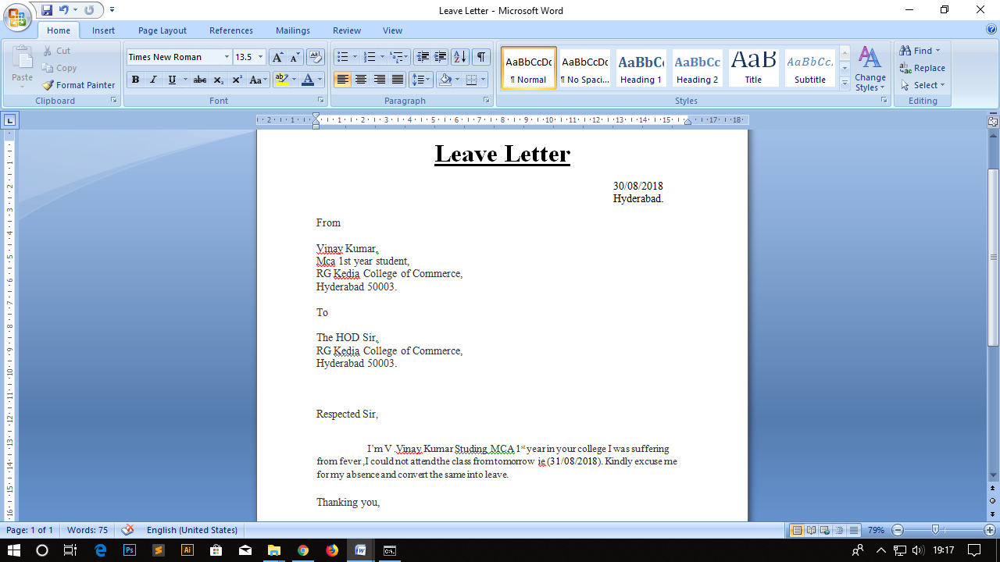 Leave Letter - Microsoft Word
Home Insert Page Layout References Mailings Review View
Paste
Cut
Copy
Format Painter
Clipboard
Times New Roman 13.5
Font
Paragraph
AaBbCcDc AaBbCcDc AaBbCc AaBbCc AaB AaBbCc.
¶ Normal ¶ No Spaci... Heading 1 Heading 2 Title Subtitle
Change Styles
Styles
Find
Replace
Select
Editing
2 1 1 2 3 4 5 6 7 8 9 10 11 12 13 14 15 17 18
Leave Letter
30/08/2018
Hyderabad.
From
Vinay Kumar,
Mca 1st year student,
RG Kedia College of Commerce,
Hyderabad 50003.
To
The HOD Sir,
RG Kedia College of Commerce,
Hyderabad 50003.
Respected Sir,
I'm V .Vinay Kumar Studing MCA 1st year in your college I was suffering
from fever ,I could not attend the class from tomorrow ie (31/08/2018). Kindly excuse me
for my absence and convert the same into leave.
Thanking you,
Page: 1 of 1 Words: 75 English (United States) 79%
19:17